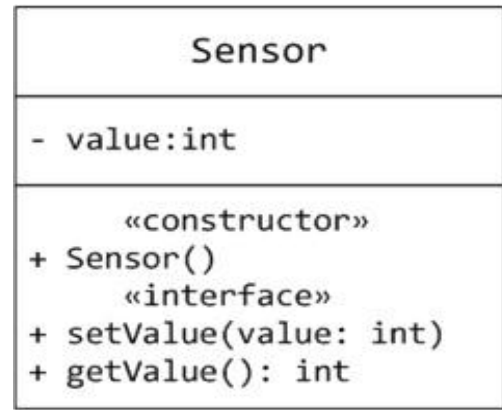 Sensor
- value:int
«constructor»
+ Sensor()
«interface»
+ setValue(value: int)
+ getValue(): int